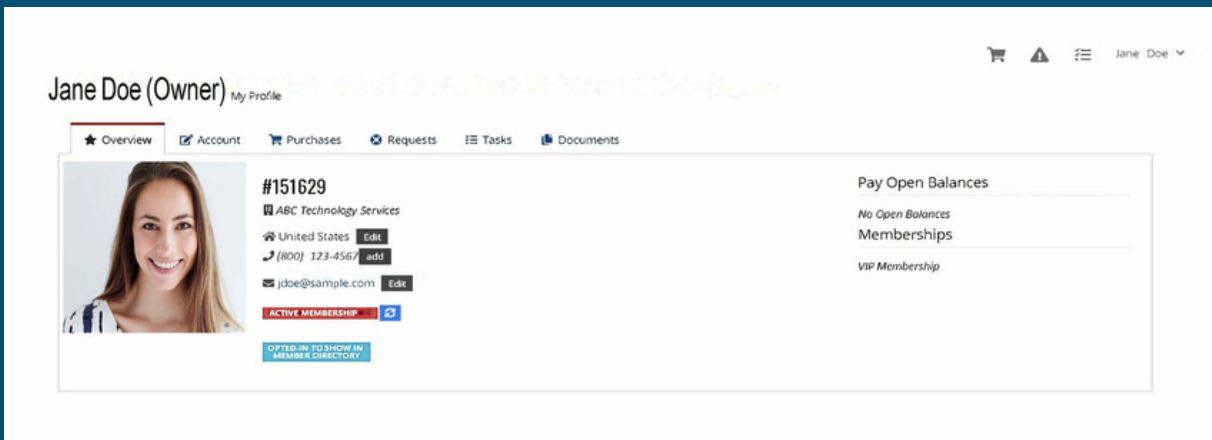 Jane Doe
Jane Doe (Owner) My Profile
Overview Account Purchases Requests Tasks Documents
#151629
ABC Technology Services
United States Edit
(800) 123-4567 add
jdoe@sample.com Edit
ACTIVE MEMBERSHIP
OPTED-IN TO SHOW IN
MEMBER DIRECTORY
Pay Open Balances
No Open Balances
Memberships
VIP Membership